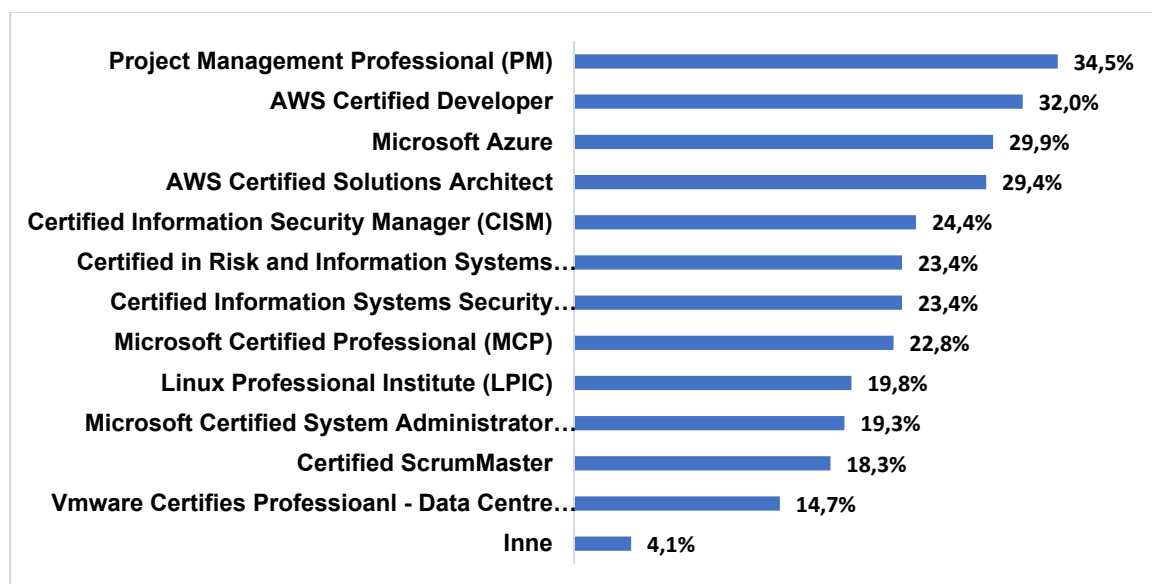 Project Management Professional (PM) 34,5%
AWS Certified Developer 32,0%
Microsoft Azure 29,9%
AWS Certified Solutions Architect 29,4%
Certified Information Security Manager (CISM) 24,4%
Certified in Risk and Information Systems… 23,4%
Certified Information Systems Security… 23,4%
Microsoft Certified Professional (MCP) 22,8%
Linux Professional Institute (LPIC) 19,8%
Microsoft Certified System Administrator… 19,3%
Certified ScrumMaster 18,3%
Vmware Certifies Professioanl - Data Centre… 14,7%
Inne 4,1%